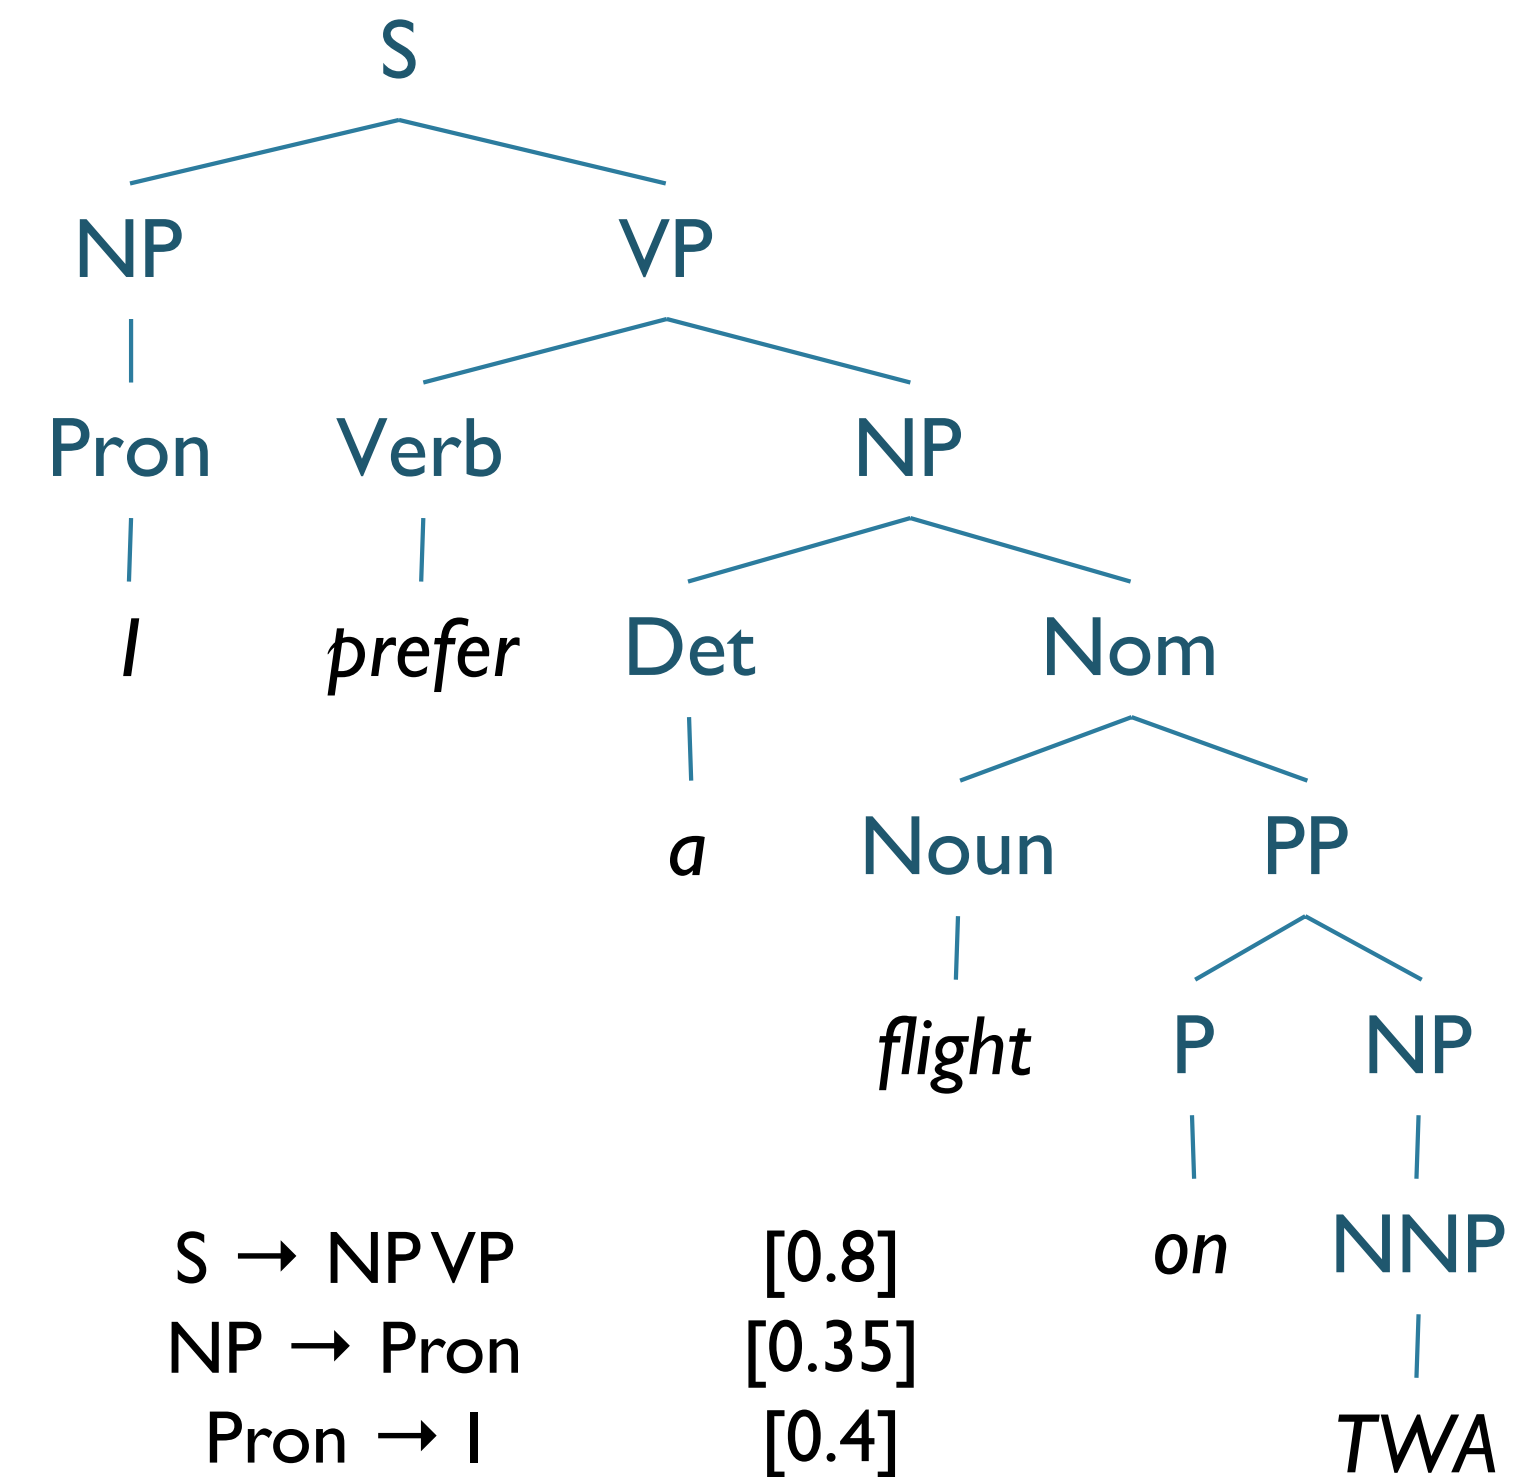 S
NP VP
Pron Verb NP
I prefer Det Nom
a Noun PP
flight P NP
on NNP
TWA
S → NP VP [0.8]
NP → Pron [0.35]
Pron → I [0.4]